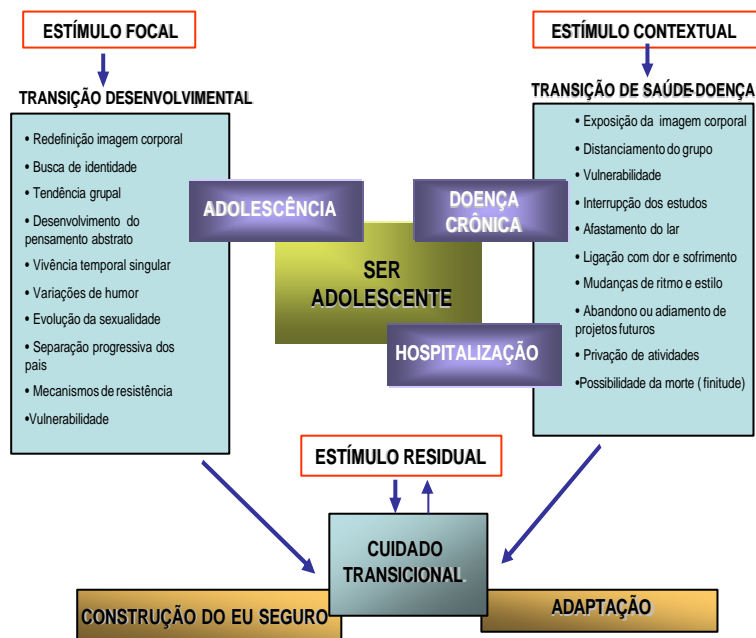 ESTÍMULO FOCAL
TRANSIÇÃO DESENVOLVIMENTAL
• Redefinição imagem corporal
• Busca de identidade
• Tendência grupal
• Desenvolvimento do
pensamento abstrato
• Vivência temporal singular
• Variações de humor
• Evolução da sexualidade
• Separação progressiva dos
pais
• Mecanismos de resistência
•Vulnerabilidade
ADOLESCÊNCIA
SER
ADOLESCENTE
DOENÇA
CRÔNICA
HOSPITALIZAÇÃO
ESTÍMULO CONTEXTUAL
TRANSIÇÃO DE SAÚDE-DOENÇA
• Exposição da imagem corporal
• Distanciamento do grupo
• Vulnerabilidade
• Interrupção dos estudos
• Afastamento do lar
• Ligação com dor e sofrimento
• Mudanças de ritmo e estilo
• Abandono ou adiamento de
projetos futuros
• Privação de atividades
•Possibilidade da morte ( finitude)
ESTÍMULO RESIDUAL
CUIDADO
TRANSICIONAL
CONSTRUÇÃO DO EU SEGURO
ADAPTAÇÃO